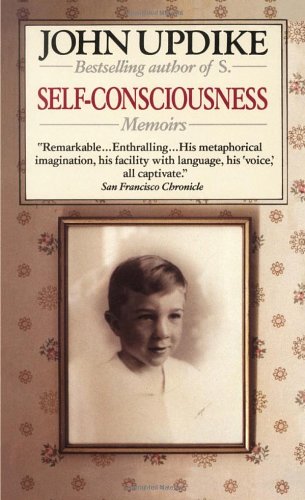 JOHN UPDIKE
Bestselling author of S.
SELF-CONSCIOUSNESS
Memoirs
“Remarkable...Enthralling...His metaphorical
imagination, his facility with language, his ‘voice,’
all captivate.”
San Francisco Chronicle